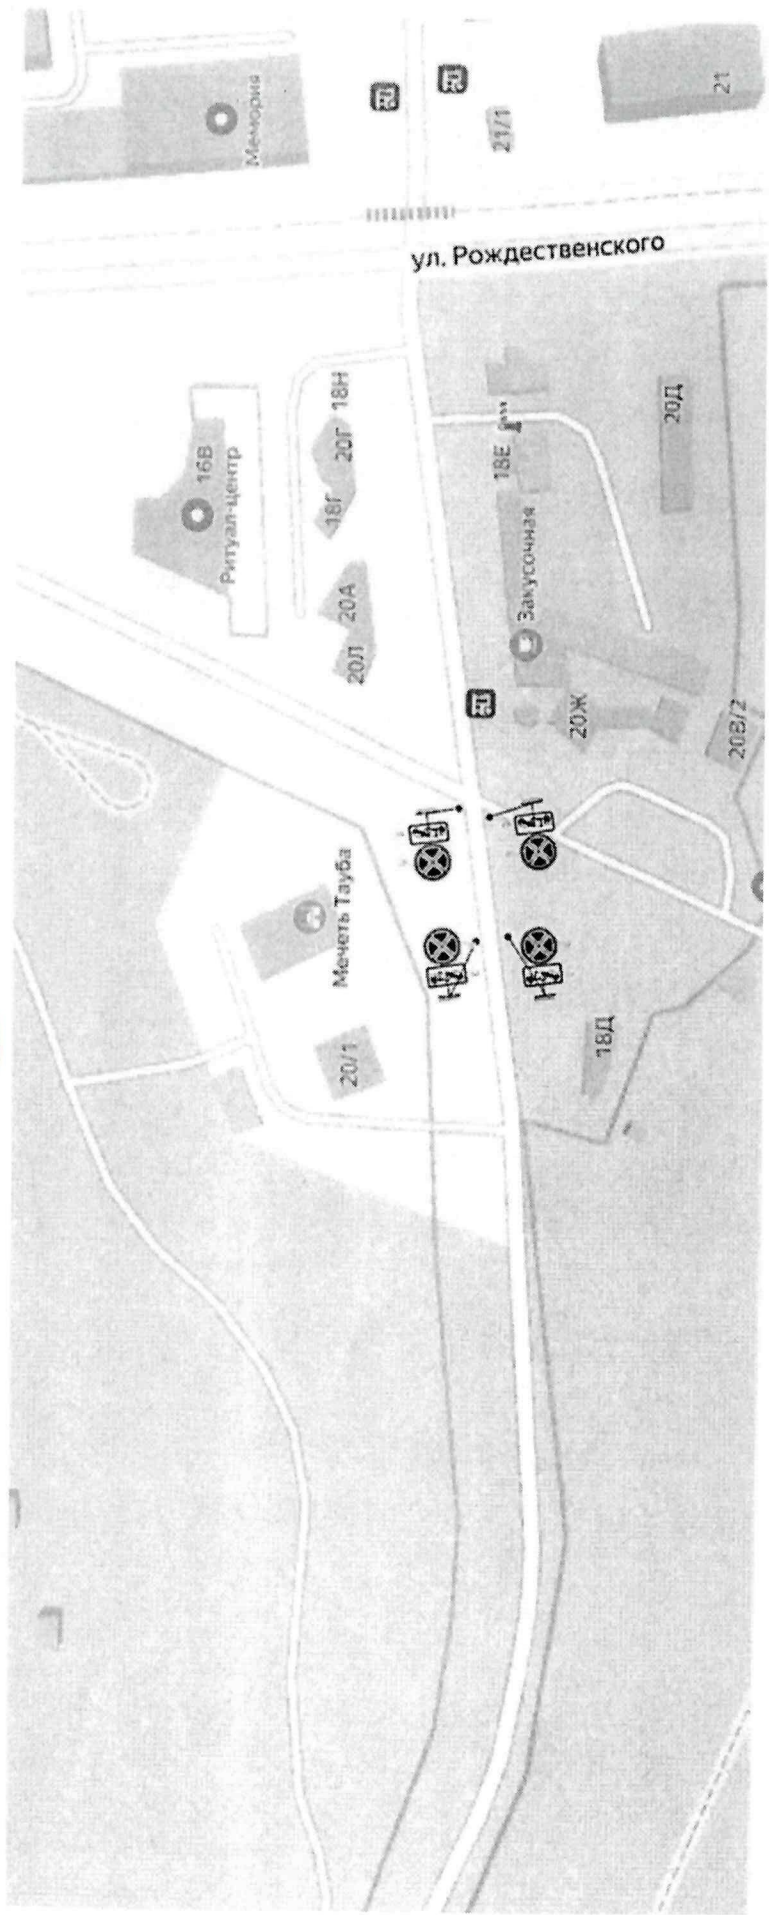 Мемория
21
21/1
ул. Рождественского
16В
Ритуал-центр
18Н
20Г
18Г
20А
20Л
18Е
20Д
Закусочная
20Ж
20В/2
Мечеть Тауба
20/1
18Д